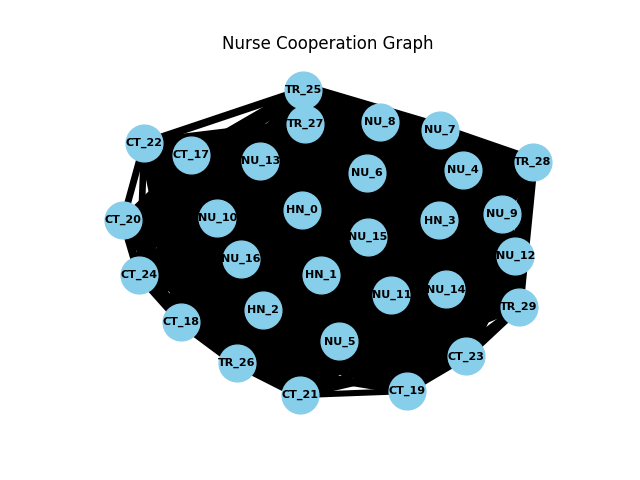 Nurse Cooperation Graph
TR_25
TR_27
NU_8
NU_7
CT_22
CT_17
NU_13
TR_28
NU_6
NU_4
HN_0
NU_10
CT_20
HN_3
NU_9
NU_15
NU_16
NU_12
CT_24
HN_1
NU_11
NU_14
TR_29
HN_2
CT_18
NU_5
CT_23
TR_26
CT_21
CT_19